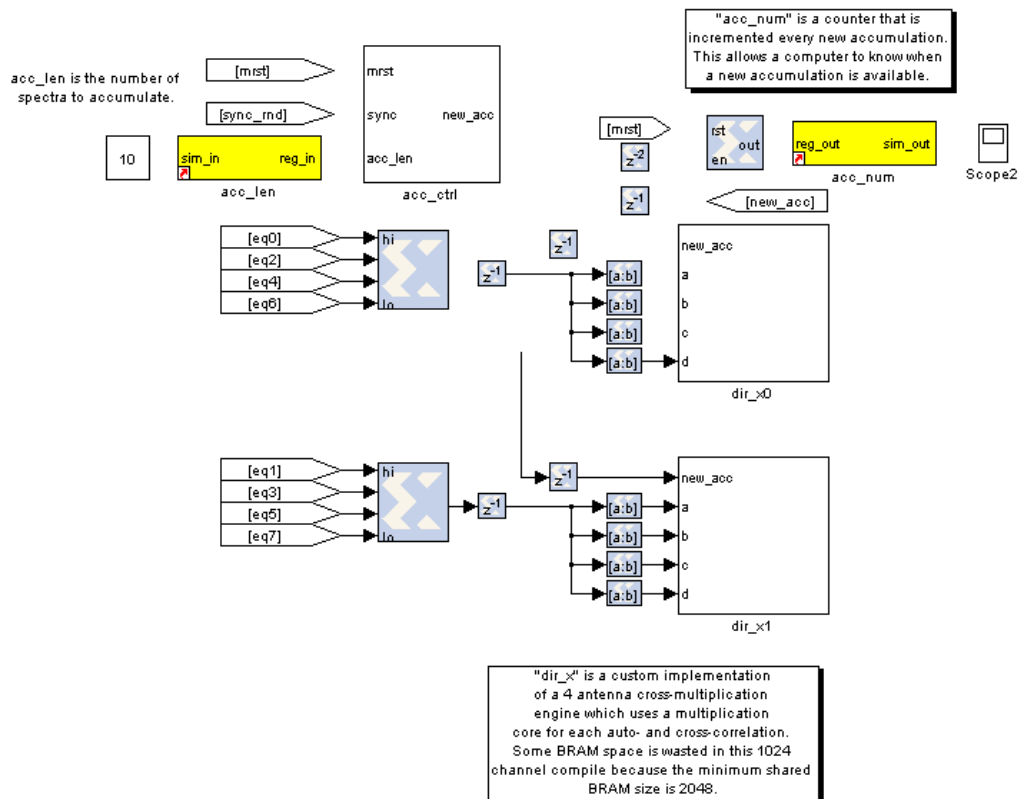 "acc_num" is a counter that is
incremented every new accumulation.
This allows a computer to know when
a new accumulation is available.
acc_len is the number of
spectra to accumulate.
[mrst]
[sync_rnd]
10
sim_in reg_in
acc_len
mrst
sync new_acc
acc_len
acc_ctrl
[mrst]
z-2
z-1
rst
out
en
reg_out sim_out
acc_num
Scope2
[new_acc]
[eq0]
[eq2]
[eq4]
[eq6]
hi
lo
z-1
z-1
[a:b]
[a:b]
[a:b]
[a:b]
new_acc
a
b
c
d
dir_x0
[eq1]
[eq3]
[eq5]
[eq7]
hi
lo
z-1
z-1
[a:b]
[a:b]
[a:b]
[a:b]
new_acc
a
b
c
d
dir_x1
"dir_x" is a custom implementation
of a 4 antenna cross-multiplication
engine which uses a multiplication
core for each auto- and cross-correlation.
Some BRAM space is wasted in this 1024
channel compile because the minimum shared
BRAM size is 2048.